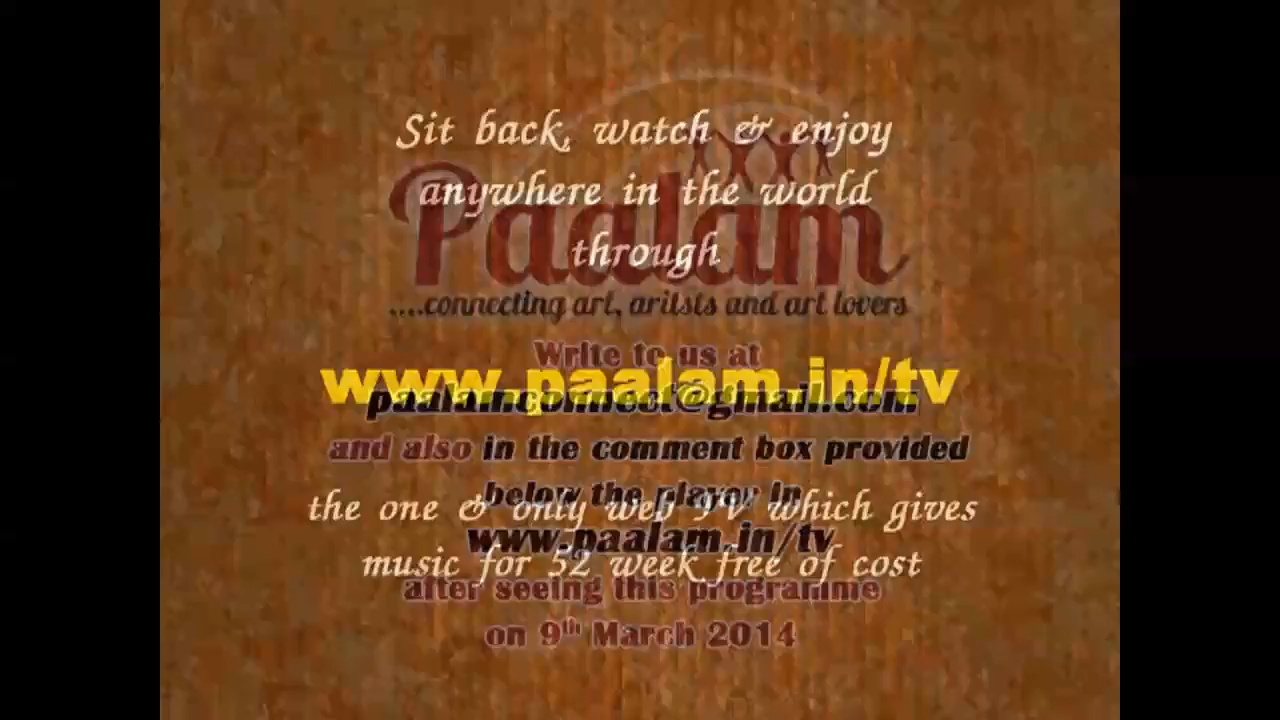 Sit back, watch & enjoy
anywhere in the world
Paalam
through
....connecting art, artists and art lovers
Write to us at
www.paalam.in/tv
paalamconnect@gmail.com
and also in the comment box provided
below the player in
the one & only web TV which gives
www.paalam.in/tv
music for 52 week free of cost
after seeing this programme
on 9th March 2014